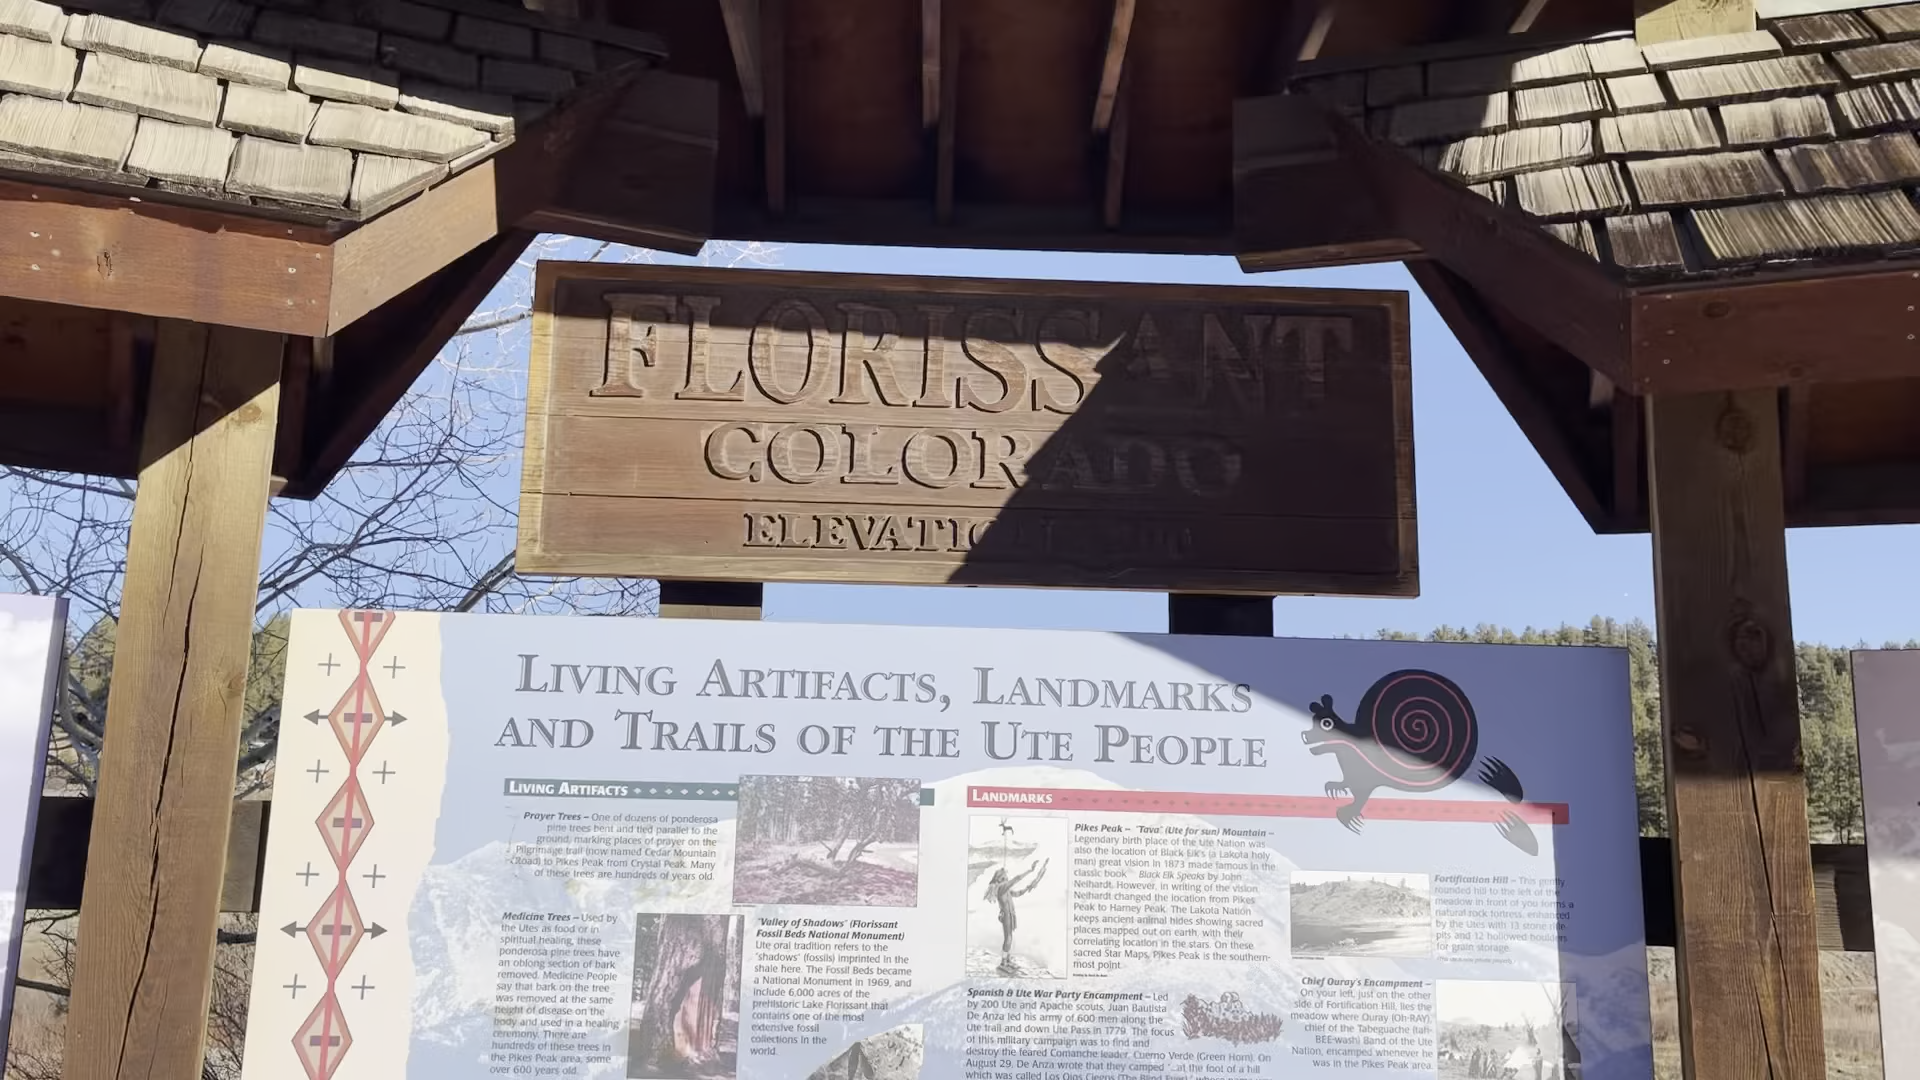 FLORISSANT
COLORADO
ELEVATION
LIVING ARTIFACTS, LANDMARKS
AND TRAILS OF THE UTE PEOPLE
LIVING ARTIFACTS
Prayer Trees – One of dozens of ponderosa
pine trees bent and tied parallel to the
ground, marking places of prayer on the
Pilgrimage trail (now named Cedar Mountain
Road) to Pikes Peak from Crystal Peak. Many
of these trees are hundreds of years old.
Medicine Trees – Used by
the Utes as food or in
spiritual healing, these
ponderosa pine trees have
an oblong section of bark
removed. Medicine People
say that bark on the tree
was removed at the same
height of disease on the
body and used in a healing
ceremony. There are
hundreds of these trees in
the Pikes Peak area, some
over 600 years old.
"Valley of Shadows" (Florissant
Fossil Beds National Monument)
Ute oral tradition refers to the
"shadows" (fossils) imprinted in the
shale here. The Fossil Beds became
a National Monument in 1969, and
include 6,000 acres of the
prehistoric Lake Florissant that
contains one of the most
extensive fossil
collections in the
world.
LANDMARKS
Pikes Peak – "Tava" (Ute for sun) Mountain –
Legendary birth place of the Ute Nation was
also the location of Black Elk's (a Lakota holy
man) great vision in 1873 made famous in the
classic book Black Elk Speaks by John
Neihardt. However, in writing of the vision,
Neihardt changed the location from Pikes
Peak to Harney Peak. The Lakota Nation
keeps ancient animal hides showing sacred
places mapped out on earth, with their
correlating location in the stars. On these
sacred Star Maps, Pikes Peak is the southern-
most point.
Spanish & Ute War Party Encampment – Led
by 200 Ute and Apache scouts, Juan Bautista
De Anza led his army of 600 men along the
Ute trail and down Ute Pass in 1779. The focus
of this military campaign was to find and
destroy the feared Comanche leader, Cuerno Verde (Green Horn). On
August 29, De Anza wrote that they camped "...at the foot of a hill
which was called Los Ojos Ciegos (The Blind Eyes)"
Fortification Hill – This gently
rounded hill to the left of the
meadow in front of you forms a
natural rock fortress, enhanced
by the Utes with 13 stone rifle
pits and 12 hollowed boulders
for grain storage.
Chief Ouray's Encampment –
On your left, just on the other
side of Fortification Hill, lies the
meadow where Ouray (Oh-RAY),
chief of the Tabeguache (tah-
BEE-wash) Band of the Ute
Nation, encamped whenever he
was in the Pikes Peak area.